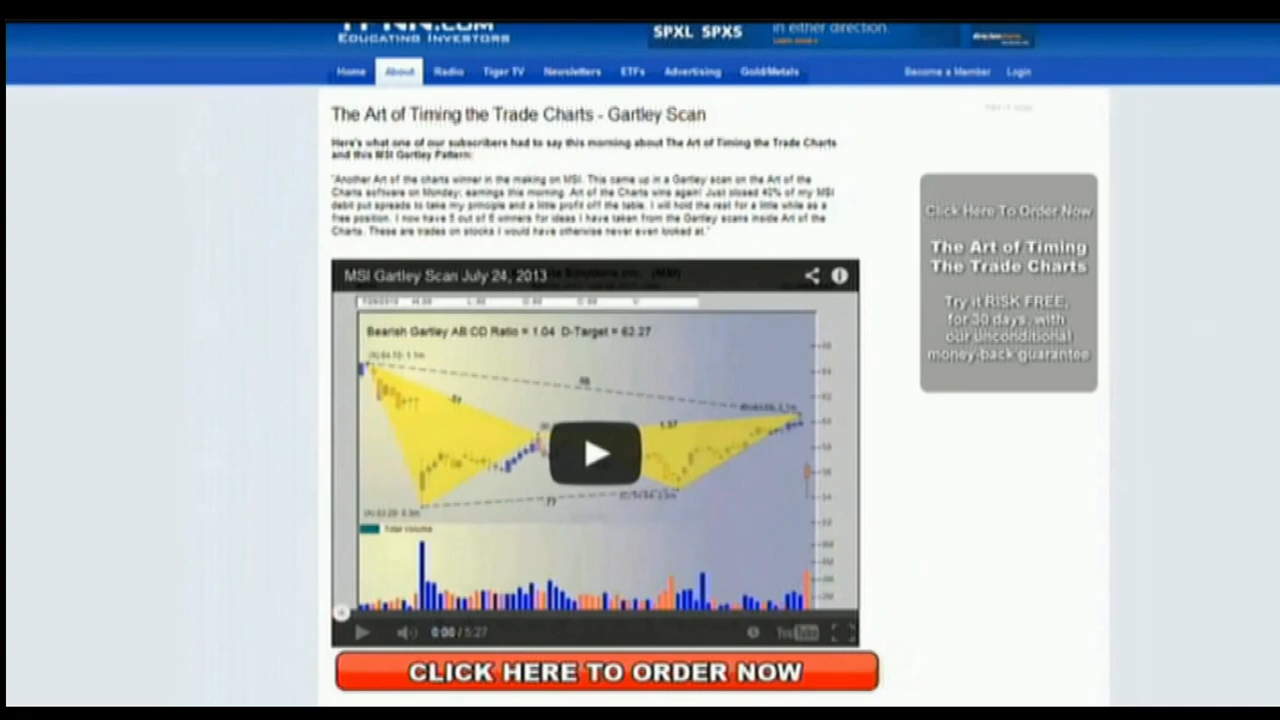 TFNN.COM
EDUCATING INVESTORS
SPXL SPXS
in either direction.
Home About Radio Tiger TV Newsletters ETFs Advertising Gold/Metals Become a Member Login
The Art of Timing the Trade Charts - Gartley Scan
Here's what one of our subscribers had to say this morning about The Art of Timing the Trade Charts
and this MSI Gartley Pattern:
"Another Art of the charts winner in the making on MSI. This came up in a Gartley scan on the Art of the
Charts software on Monday; earnings this morning. Art of the Charts wins again! Just closed 40% of my MSI
debit put spreads to take my principle and a little profit off the table. I will hold the rest for a little while as a
free position. I now have 5 out of 6 winners for ideas I have taken from the Gartley scans inside Art of the
Charts. These are trades on stocks I would have otherwise never even looked at."
Click Here To Order Now
The Art of Timing
The Trade Charts
Try it RISK FREE,
for 30 days, with
our unconditional
money-back guarantee
MSI Gartley Scan July 24, 2013
Bearish Gartley AB CD Ratio = 1.04 D-Target = 62.27
1.57
.77
Total Volume
0:00 / 5:27
YouTube
CLICK HERE TO ORDER NOW